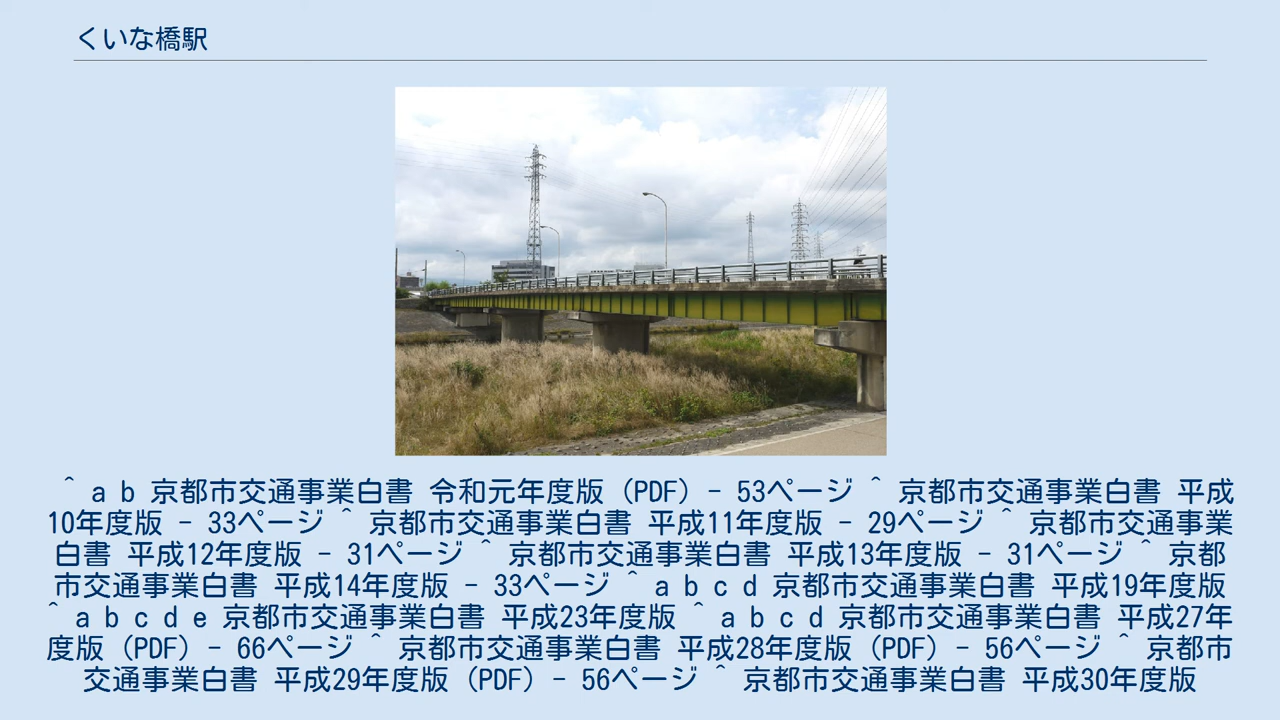 くいな橋駅
^ a b 京都市交通事業白書 令和元年度版（PDF）- 53ページ ^ 京都市交通事業白書 平成
10年度版 - 33ページ ^ 京都市交通事業白書 平成11年度版 - 29ページ ^ 京都市交通事業
白書 平成12年度版 - 31ページ ^ 京都市交通事業白書 平成13年度版 - 31ページ ^ 京都
市交通事業白書 平成14年度版 - 33ページ ^ a b c d 京都市交通事業白書 平成19年度版
^ a b c d e 京都市交通事業白書 平成23年度版 ^ a b c d 京都市交通事業白書 平成27年
度版（PDF）- 66ページ ^ 京都市交通事業白書 平成28年度版（PDF）- 56ページ ^ 京都市
交通事業白書 平成29年度版（PDF）- 56ページ ^ 京都市交通事業白書 平成30年度版